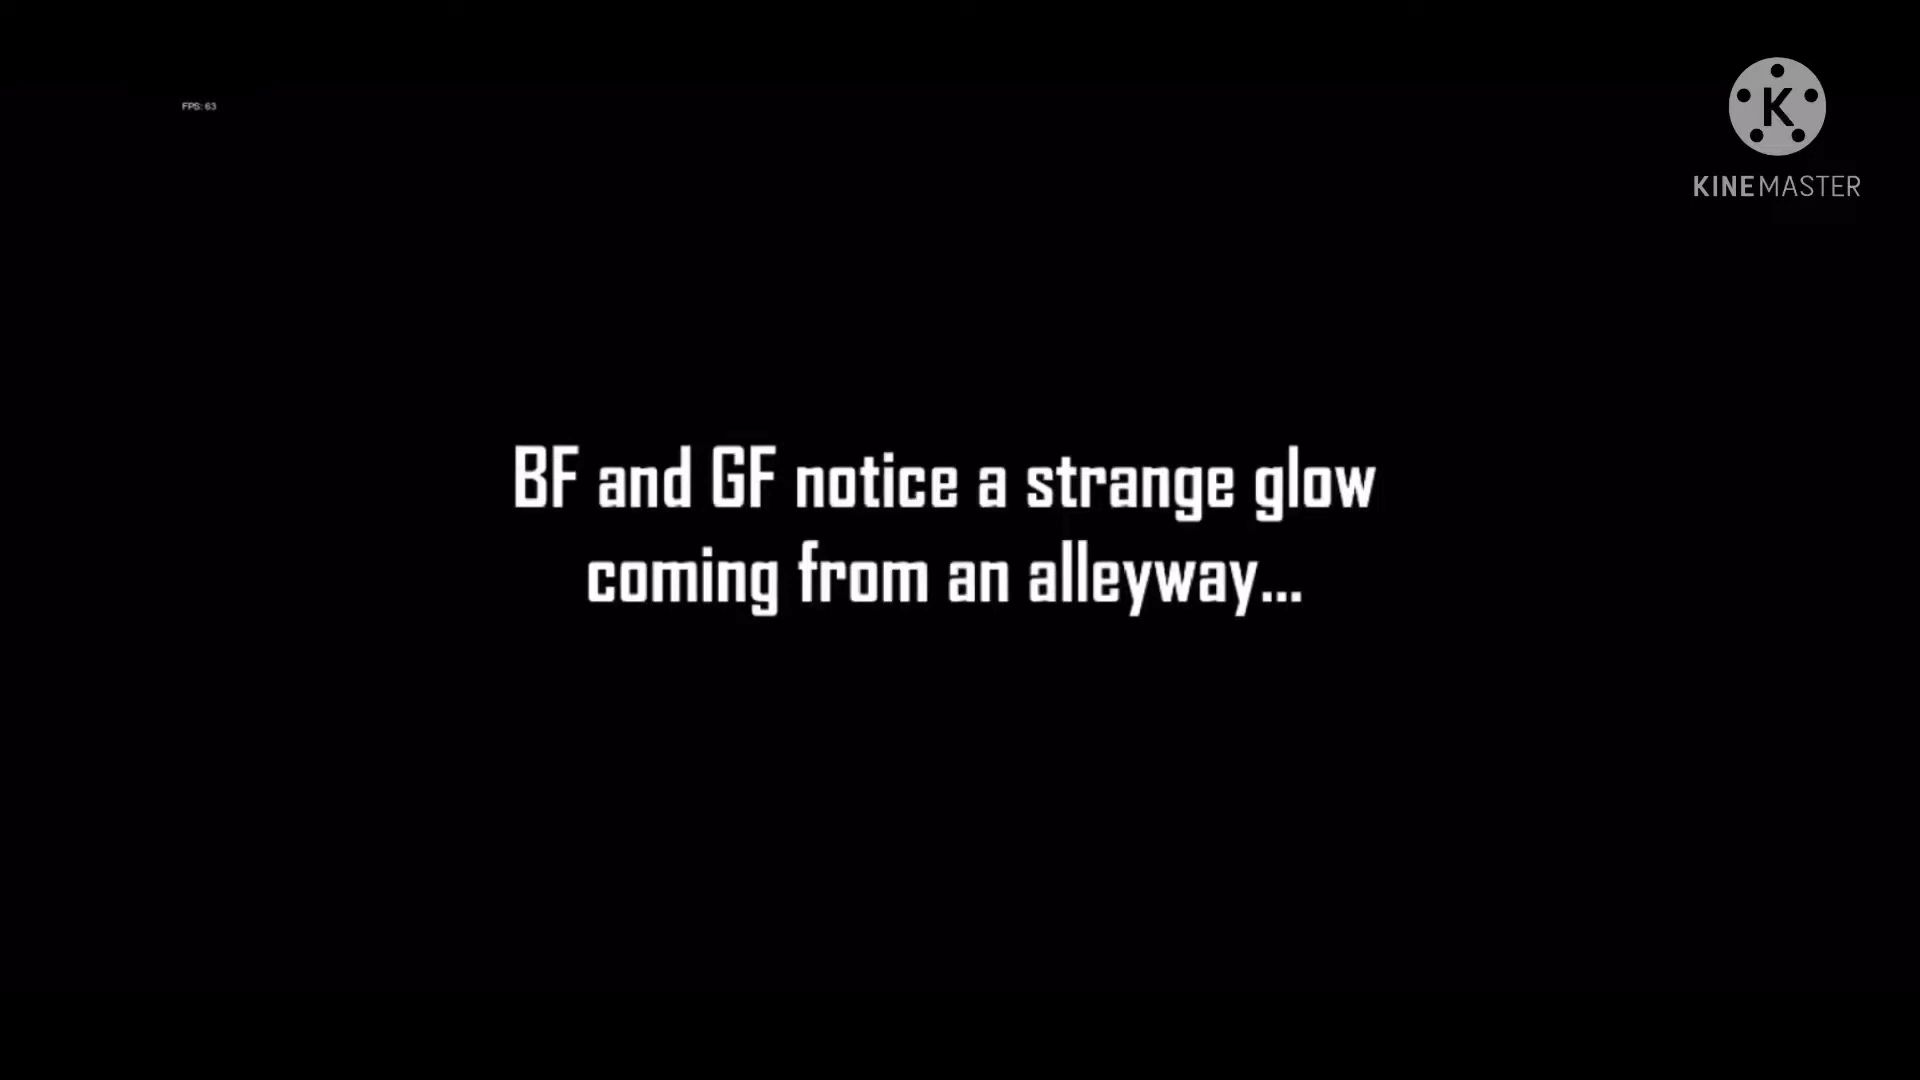 FPS: 63
K
KINEMASTER
BF and GF notice a strange glow
coming from an alleyway...